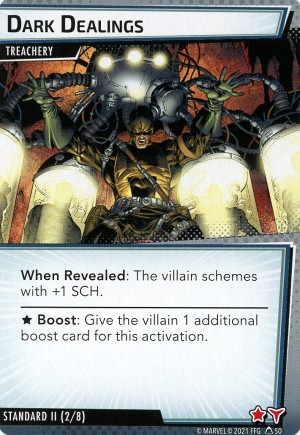 DARK DEALINGS
TREACHERY
When Revealed: The villain schemes
with +1 SCH.
★ Boost: Give the villain 1 additional
boost card for this activation.
© MARVEL © 2021 FFG 50
STANDARD II (2/8)